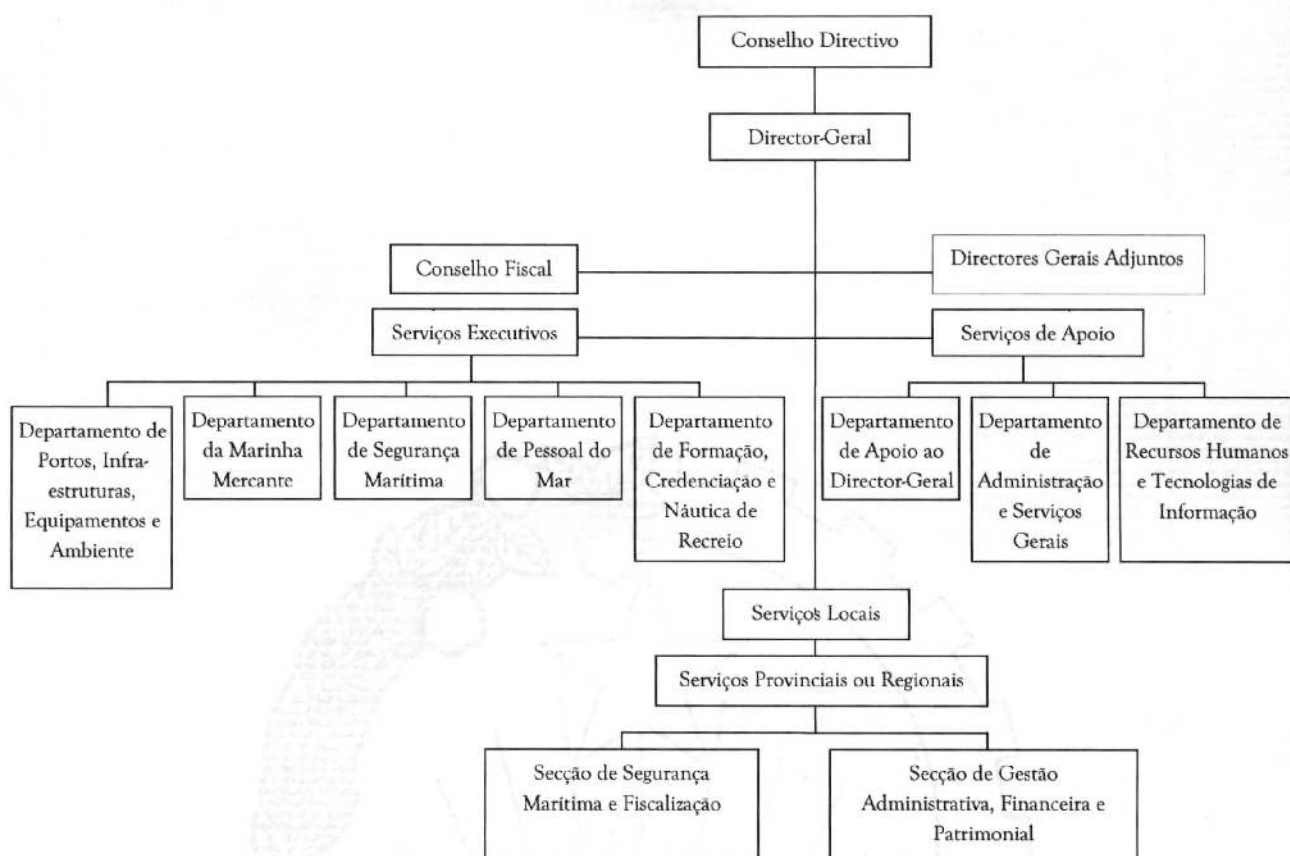 Conselho Directivo
Director-Geral
Conselho Fiscal
Directores Gerais Adjuntos
Serviços Executivos
Serviços de Apoio
Departamento de
Portos, Infra-
estruturas,
Equipamentos e
Ambiente
Departamento
da Marinha
Mercante
Departamento
de Segurança
Marítima
Departamento
de Pessoal do
Mar
Departamento
de Formação,
Credenciação e
Náutica de
Recreio
Departamento
de Apoio ao
Director-Geral
Departamento
de
Administração
e Serviços
Gerais
Departamento de
Recursos Humanos
e Tecnologias de
Informação
Serviços Locais
Serviços Provinciais ou Regionais
Secção de Segurança
Marítima e Fiscalização
Secção de Gestão
Administrativa, Financeira e
Patrimonial